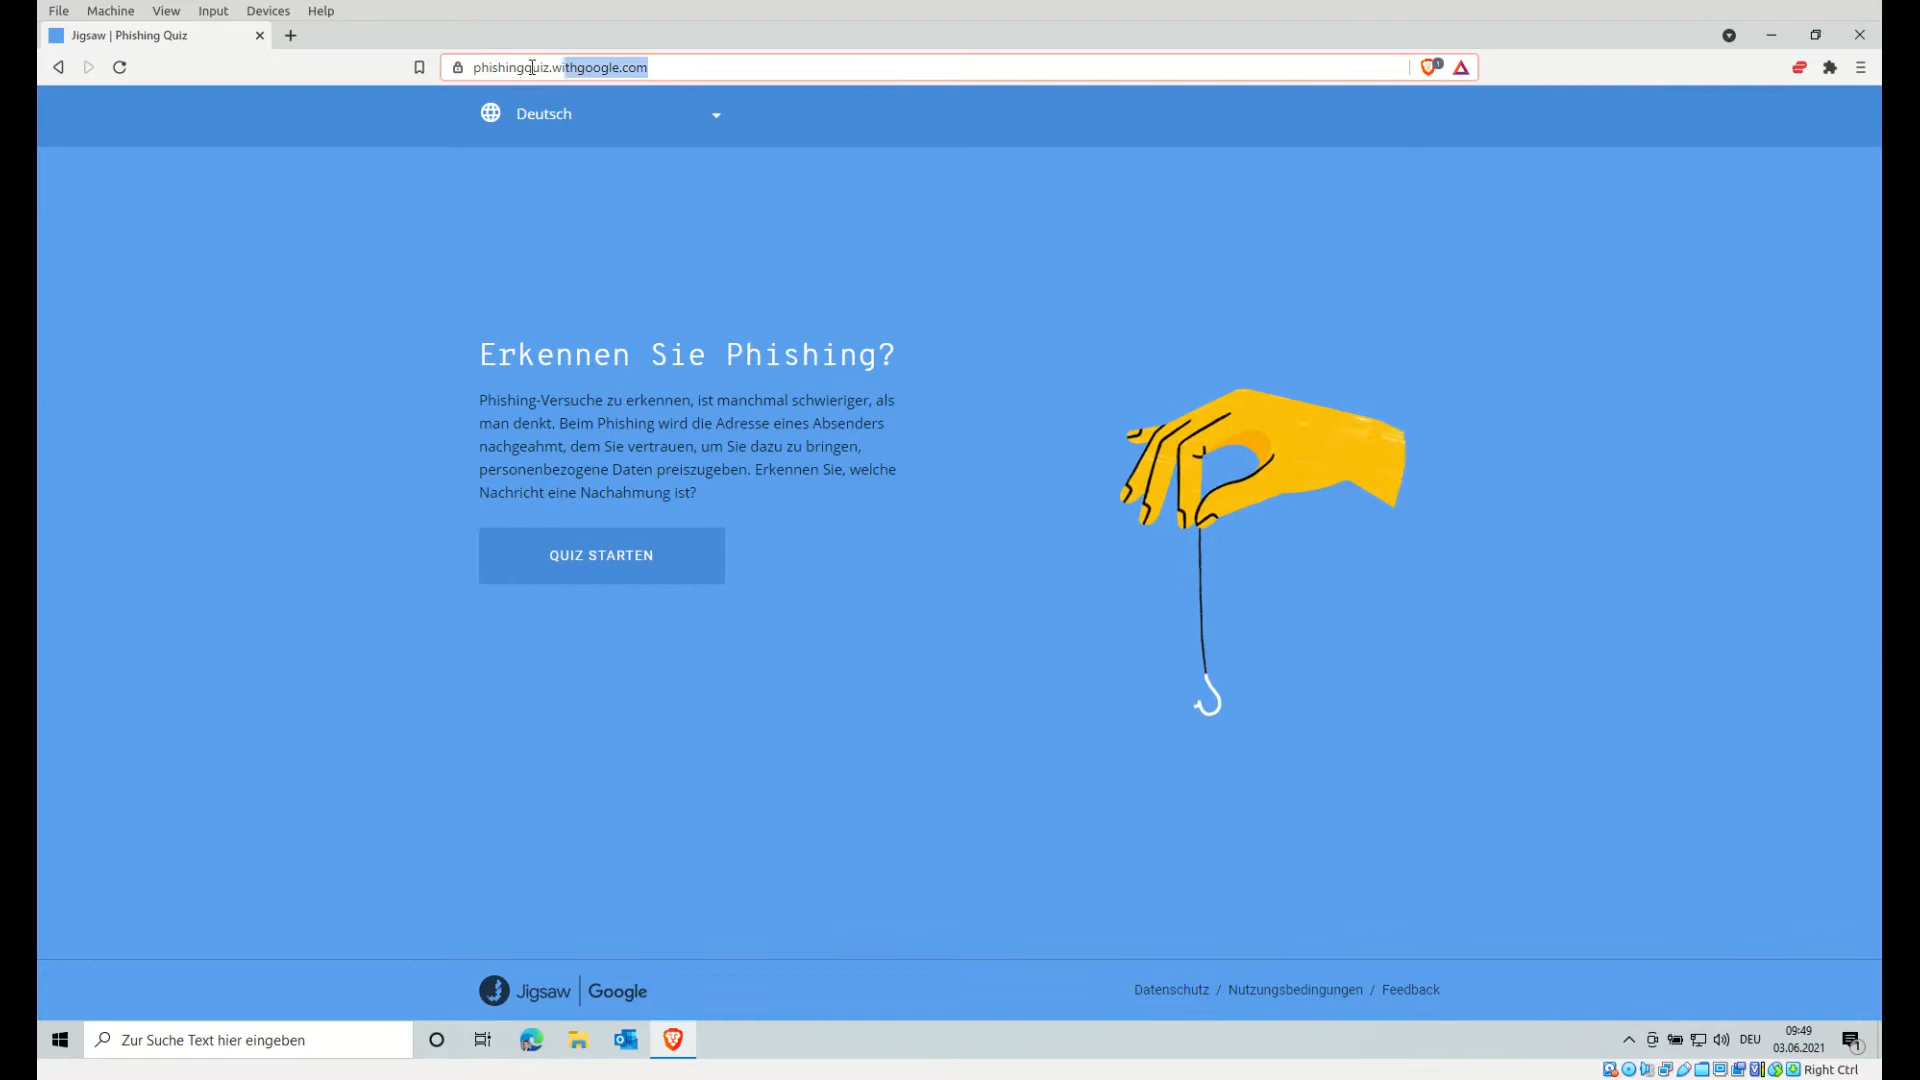 File Machine View Input Devices Help
Jigsaw | Phishing Quiz
phishingquiz.withgoogle.com
1
Deutsch
Erkennen Sie Phishing?
Phishing-Versuche zu erkennen, ist manchmal schwieriger, als
man denkt. Beim Phishing wird die Adresse eines Absenders
nachgeahmt, dem Sie vertrauen, um Sie dazu zu bringen,
personenbezogene Daten preiszugeben. Erkennen Sie, welche
Nachricht eine Nachahmung ist?
QUIZ STARTEN
Jigsaw | Google
Datenschutz / Nutzungsbedingungen / Feedback
Zur Suche Text hier eingeben
DEU
09:49
03.06.2021
1
Right Ctrl